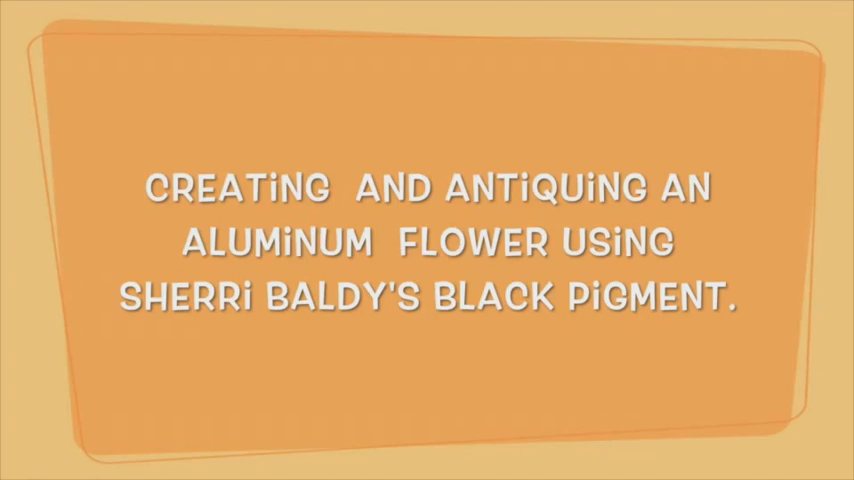 CREATiNG AND ANTiQUiNG AN
ALUMiNUM FLOWER USiNG
SHERRi BALDY'S BLACK PiGMENT.